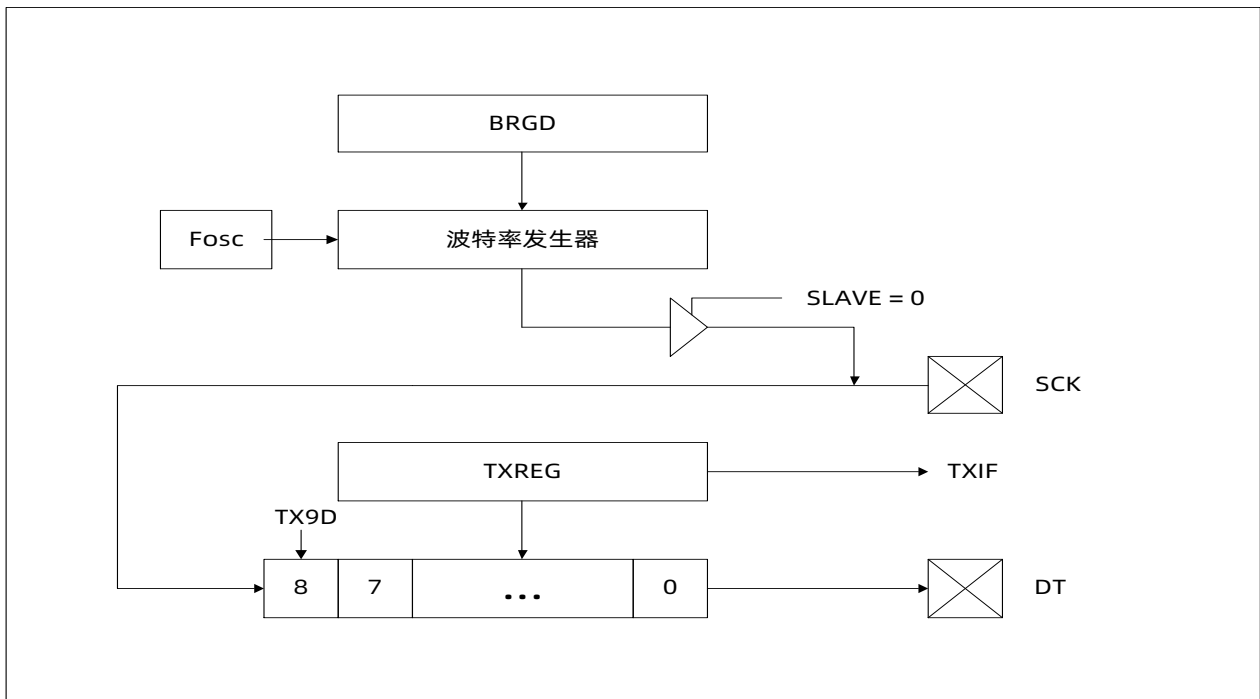 BRGD
Fosc
波特率发生器
SLAVE = 0
SCK
TXREG
TXIF
TX9D
8
7
...
0
DT